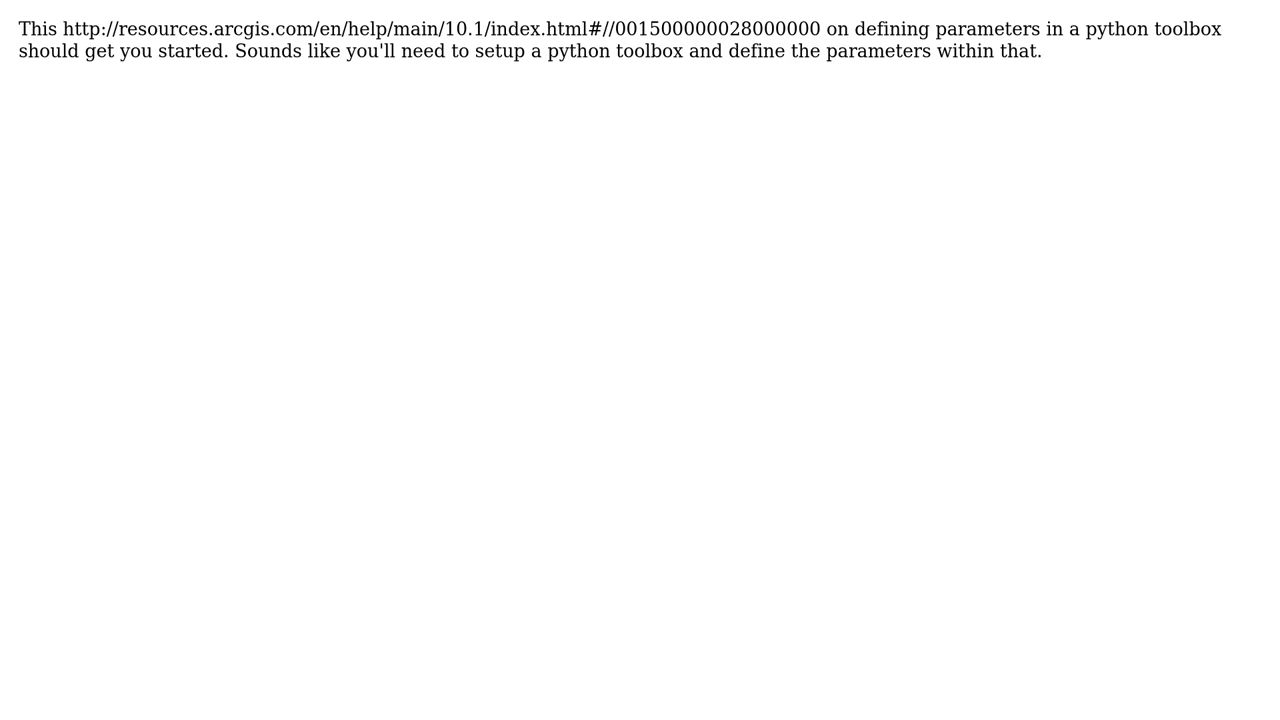 This http://resources.arcgis.com/en/help/main/10.1/index.html#//001500000028000000 on defining parameters in a python toolbox
should get you started. Sounds like you'll need to setup a python toolbox and define the parameters within that.